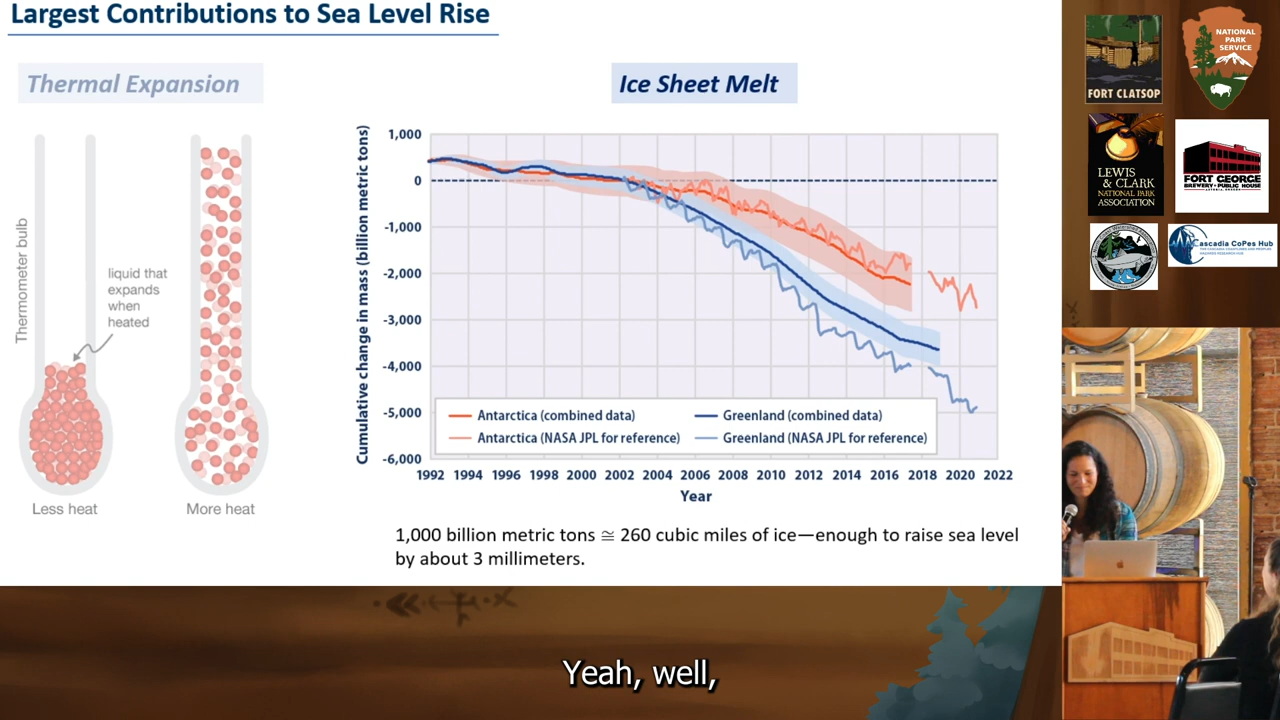 Largest Contributions to Sea Level Rise
Thermal Expansion
Ice Sheet Melt
Thermometer bulb
liquid that
expands
when
heated
Less heat
More heat
Cumulative change in mass (billion metric tons)
1,000
0
-1,000
-2,000
-3,000
-4,000
-5,000
-6,000
Antarctica (combined data)
Greenland (combined data)
Antarctica (NASA JPL for reference)
Greenland (NASA JPL for reference)
1992 1994 1996 1998 2000 2002 2004 2006 2008 2010 2012 2014 2016 2018 2020 2022
Year
1,000 billion metric tons ≅ 260 cubic miles of ice—enough to raise sea level
by about 3 millimeters.
FORT CLATSOP
NATIONAL
PARK
SERVICE
LEWIS
& CLARK
NATIONAL PARK
ASSOCIATION
FORT GEORGE
BREWERY + PUBLIC HOUSE
Cascadia CoPes Hub
Yeah, well,